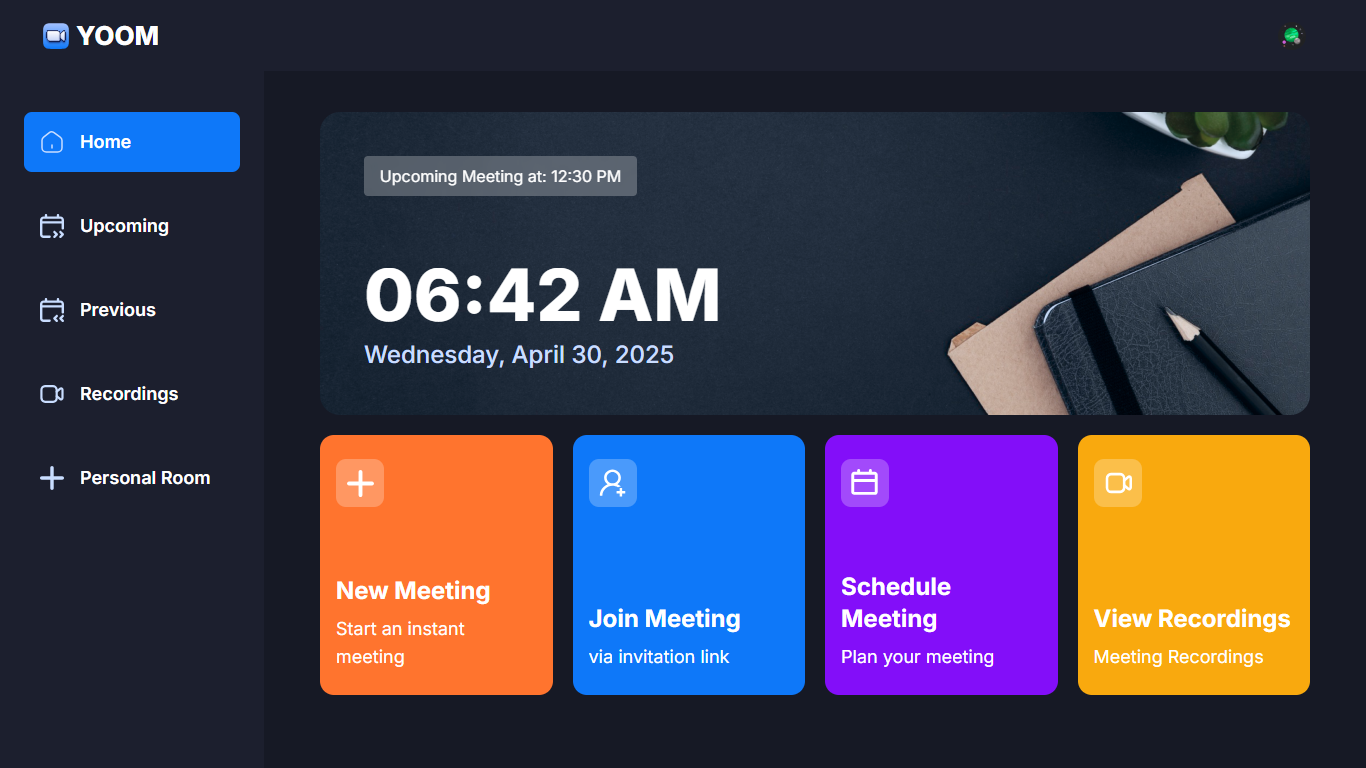 YOOM
Home
Upcoming
Previous
Recordings
Personal Room
Upcoming Meeting at: 12:30 PM
06:42 AM
Wednesday, April 30, 2025
New Meeting
Start an instant
meeting
Join Meeting
via invitation link
Schedule
Meeting
Plan your meeting
View Recordings
Meeting Recordings